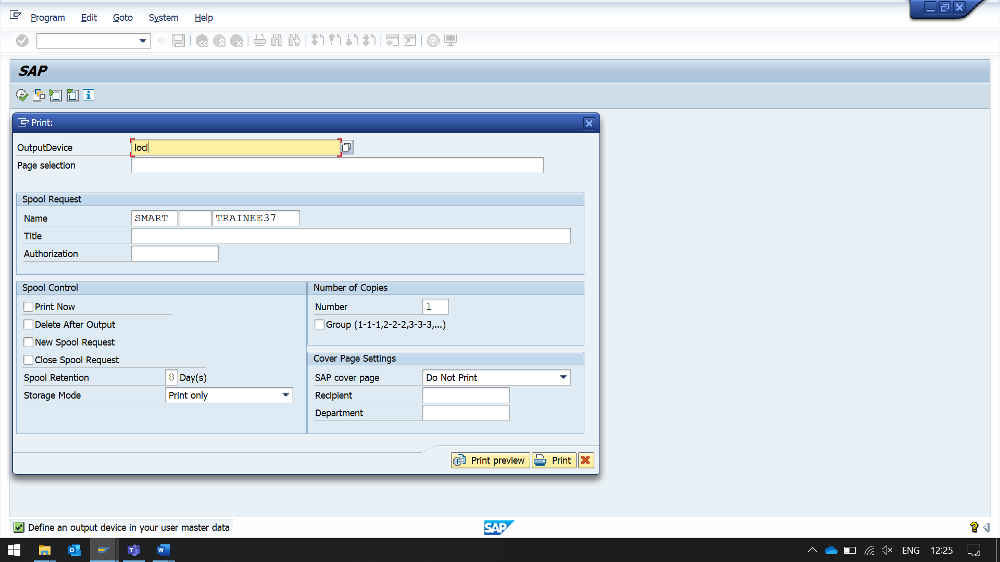 Program Edit Goto System Help
SAP
Print:
OutputDevice locl
Page selection
Spool Request
Name SMART TRAINEE37
Title
Authorization
Spool Control
Print Now
Delete After Output
New Spool Request
Close Spool Request
Spool Retention 8 Day(s)
Storage Mode Print only
Number of Copies
Number 1
Group (1-1-1,2-2-2,3-3-3,...)
Cover Page Settings
SAP cover page Do Not Print
Recipient
Department
Print preview Print
Define an output device in your user master data
SAP
ENG 12:25